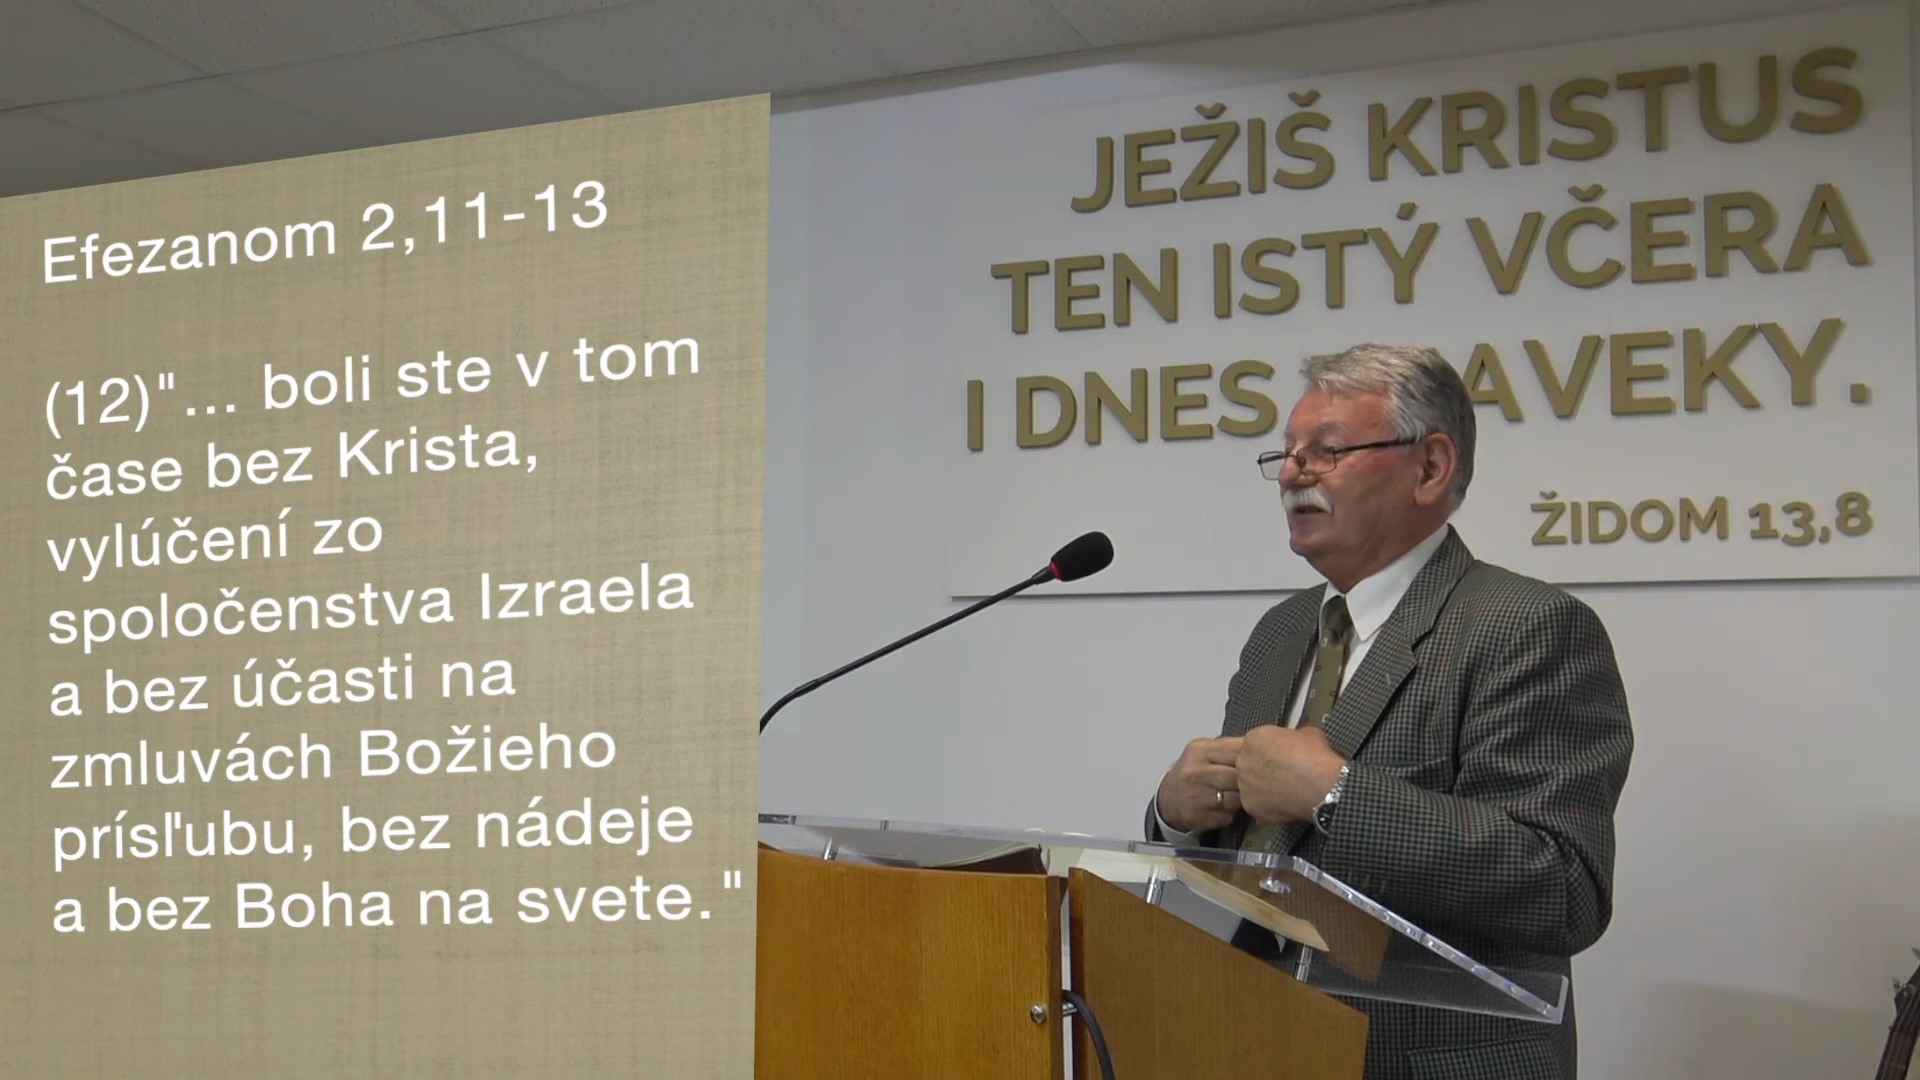 Efezanom 2,11-13
(12)"... boli ste v tom
čase bez Krista,
vylúčení zo
spoločenstva Izraela
a bez účasti na
zmluvách Božieho
prísľubu, bez nádeje
a bez Boha na svete."
JEŽIŠ KRISTUS
TEN ISTÝ VČERA
I DNES AVEKY.
ŽIDOM 13,8